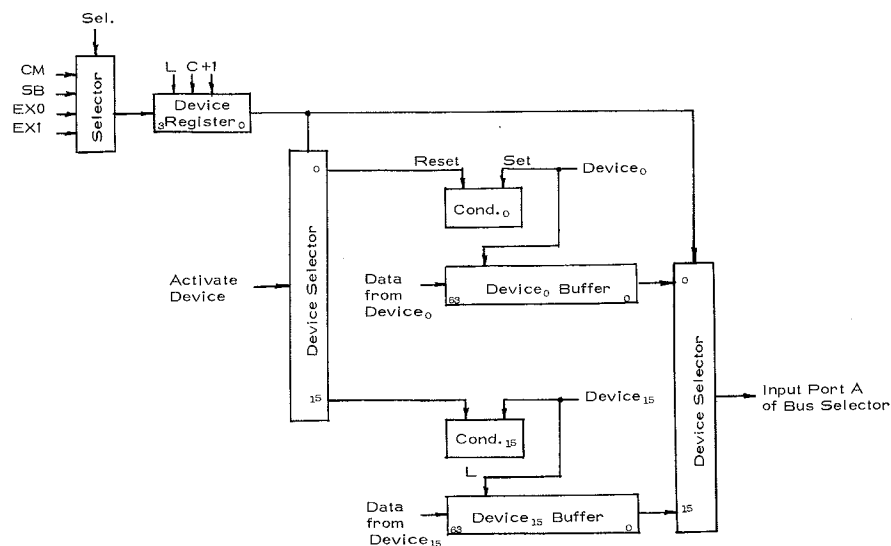 Sel.
CM
SB
EX0
EX1
Selector
L C +1
Device
3 Register 0
Reset
Set
Device0
0
Cond.0
Device Selector
Activate
Device
Data
from
Device0
Device0 Buffer
63
0
0
15
Device15
Cond.15
L
Device Selector
Input Port A
of Bus Selector
Data
from
Device15
Device15 Buffer
63
0
15